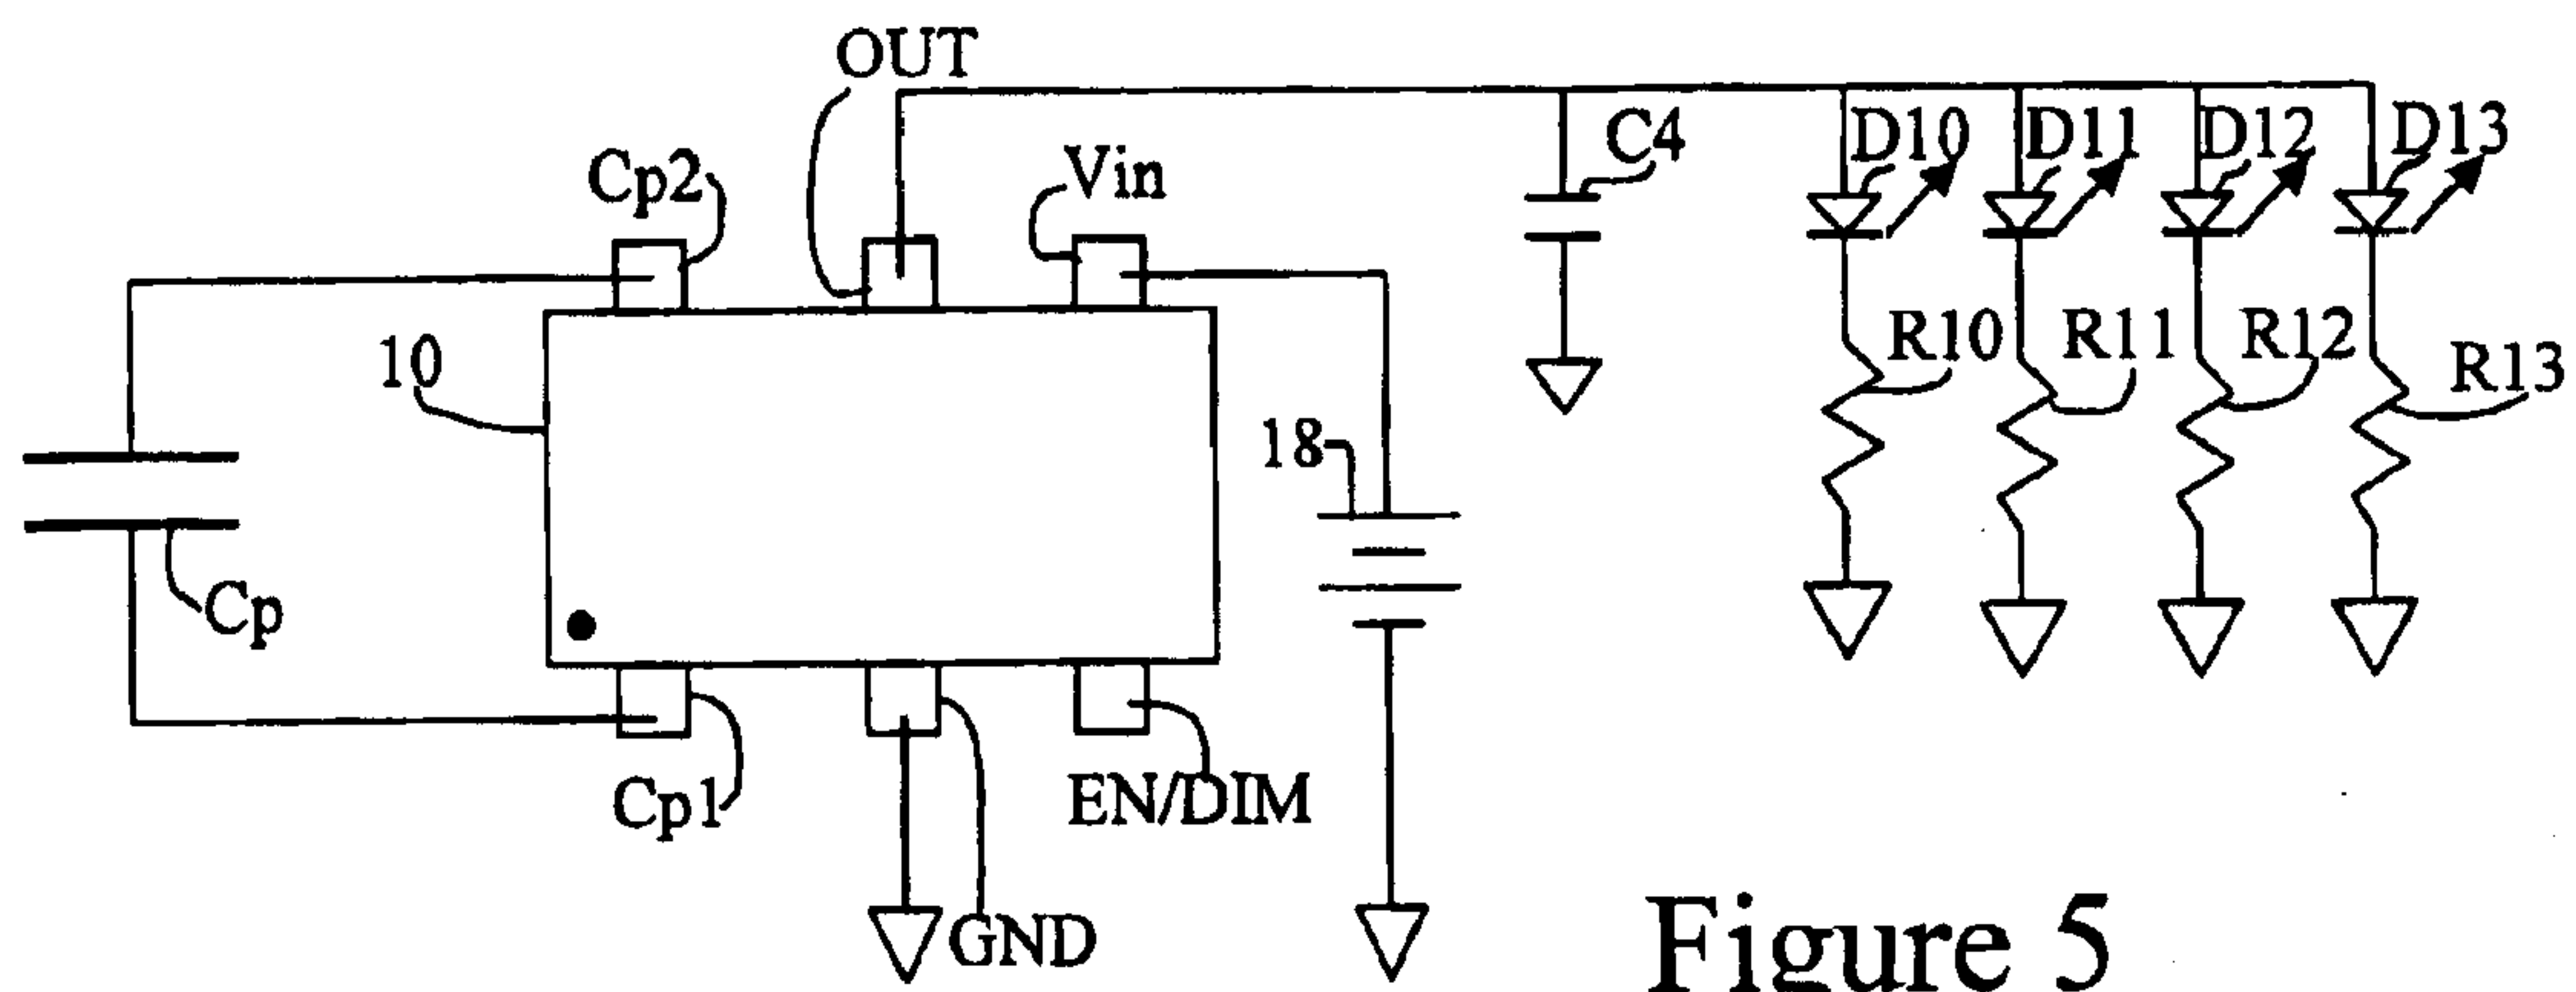 OUT
D10
D11
D12
D13
C4
Cp2
Vin
10
R10
R11
R12
R13
18
Cp
Cp1
EN/DIM
GND
Figure 5